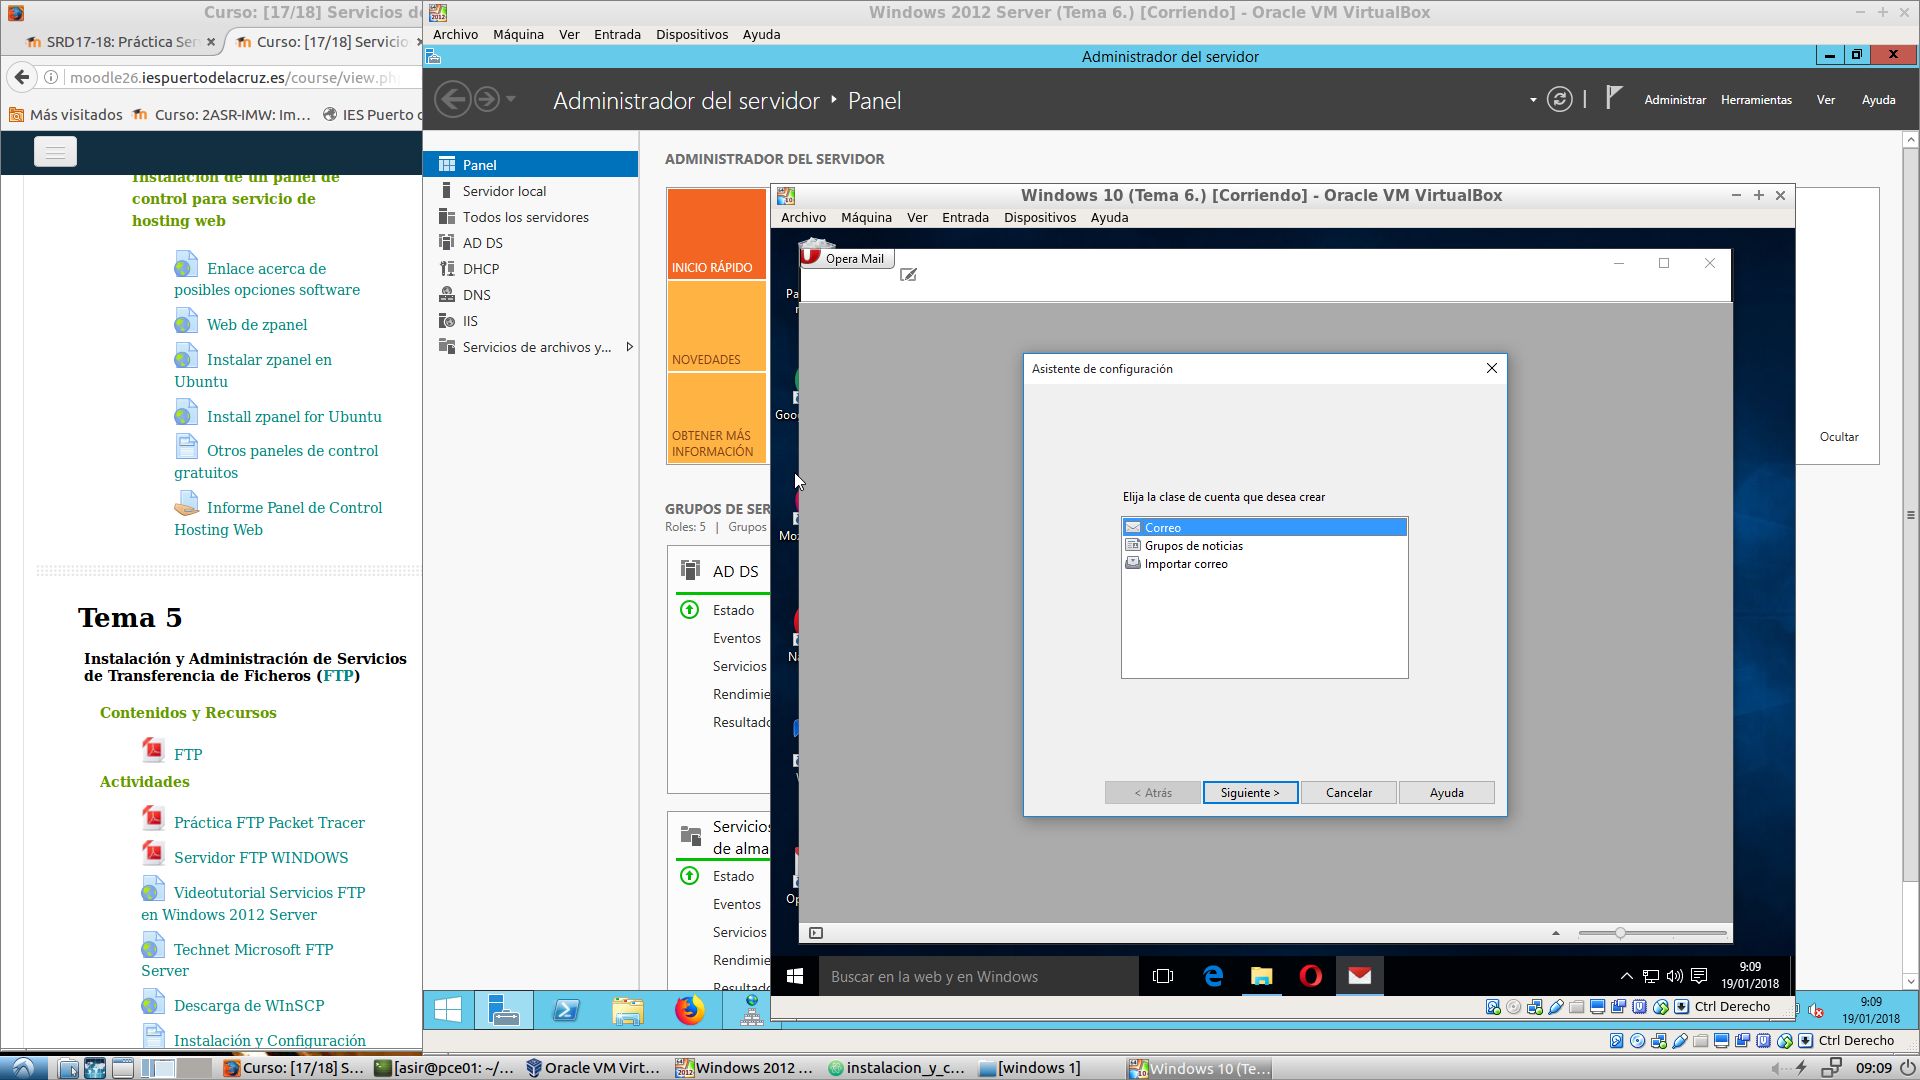 Curso: [17/18] Servicios de
SRD17-18: Práctica Ser
Curso: [17/18] Servicio
moodle26.iespuertodelacruz.es/course/view.ph
Más visitados
Curso: 2ASR-IMW: Im...
IES Puerto
Instalación de un panel de
control para servicio de
hosting web
Enlace acerca de
posibles opciones software
Web de zpanel
Instalar zpanel en
Ubuntu
Install zpanel for Ubuntu
Otros paneles de control
gratuitos
Informe Panel de Control
Hosting Web
Tema 5
Instalación y Administración de Servicios
de Transferencia de Ficheros (FTP)
Contenidos y Recursos
FTP
Actividades
Práctica FTP Packet Tracer
Servidor FTP WINDOWS
Videotutorial Servicios FTP
en Windows 2012 Server
Technet Microsoft FTP
Server
Descarga de WInSCP
Instalación y Configuración
Windows 2012 Server (Tema 6.) [Corriendo] - Oracle VM VirtualBox
Archivo Máquina Ver Entrada Dispositivos Ayuda
Administrador del servidor
Administrador del servidor ‣ Panel
Administrar Herramientas Ver Ayuda
Panel
Servidor local
Todos los servidores
AD DS
DHCP
DNS
IIS
Servicios de archivos y...
ADMINISTRADOR DEL SERVIDOR
INICIO RÁPIDO
NOVEDADES
OBTENER MÁS
INFORMACIÓN
Ocultar
GRUPOS DE SER
Roles: 5 | Grupos
AD DS
Estado
Eventos
Servicios
Rendimie
Resultado
Servicios
de alma
Estado
Eventos
Servicios
Rendimie
Resultado
Windows 10 (Tema 6.) [Corriendo] - Oracle VM VirtualBox
Archivo Máquina Ver Entrada Dispositivos Ayuda
Opera Mail
Pa
Goog
Moz
Na
Op
Asistente de configuración
Elija la clase de cuenta que desea crear
Correo
Grupos de noticias
Importar correo
< Atrás
Siguiente >
Cancelar
Ayuda
Buscar en la web y en Windows
9:09
19/01/2018
Ctrl Derecho
9:09
19/01/2018
Ctrl Derecho
Curso: [17/18] S...
[asir@pce01: ~/...
Oracle VM Virt...
Windows 2012 ...
instalacion_y_c...
[windows 1]
Windows 10 (Te...
09:09